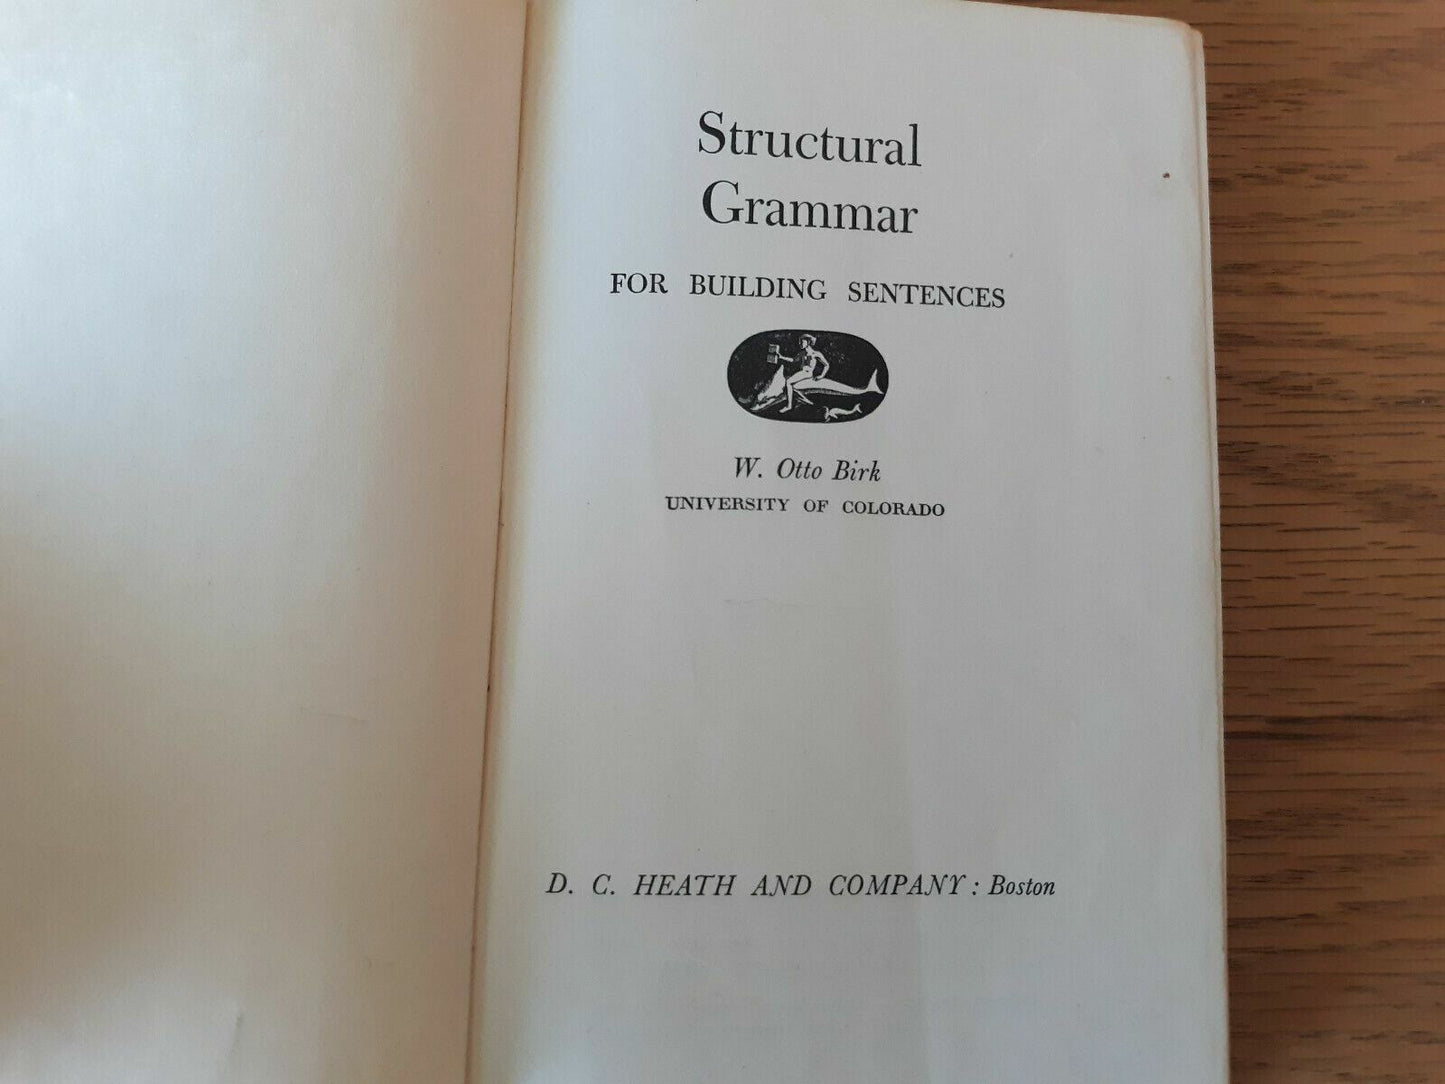 Structural
Grammar
FOR BUILDING SENTENCES
W. Otto Birk
UNIVERSITY OF COLORADO
D. C. HEATH AND COMPANY : Boston